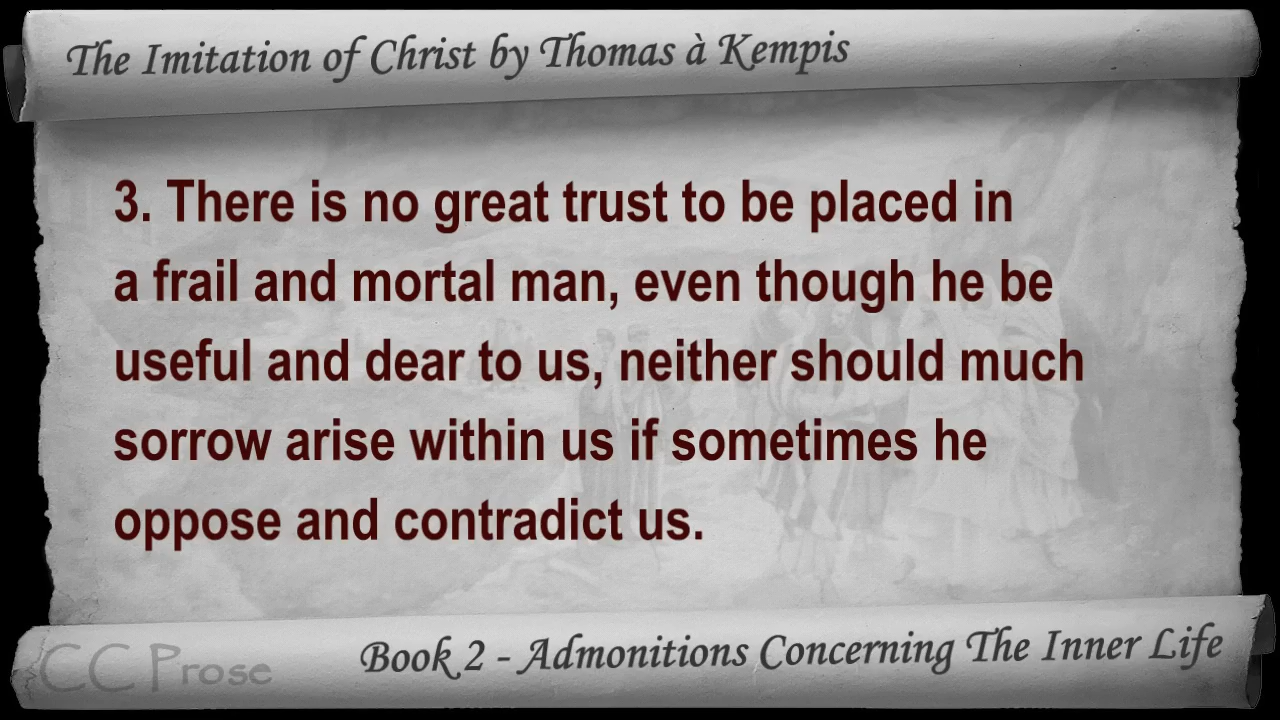 The Imitation of Christ by Thomas à Kempis
3. There is no great trust to be placed in
a frail and mortal man, even though he be
useful and dear to us, neither should much
sorrow arise within us if sometimes he
oppose and contradict us.
CC Prose
Book 2 - Admonitions Concerning The Inner Life